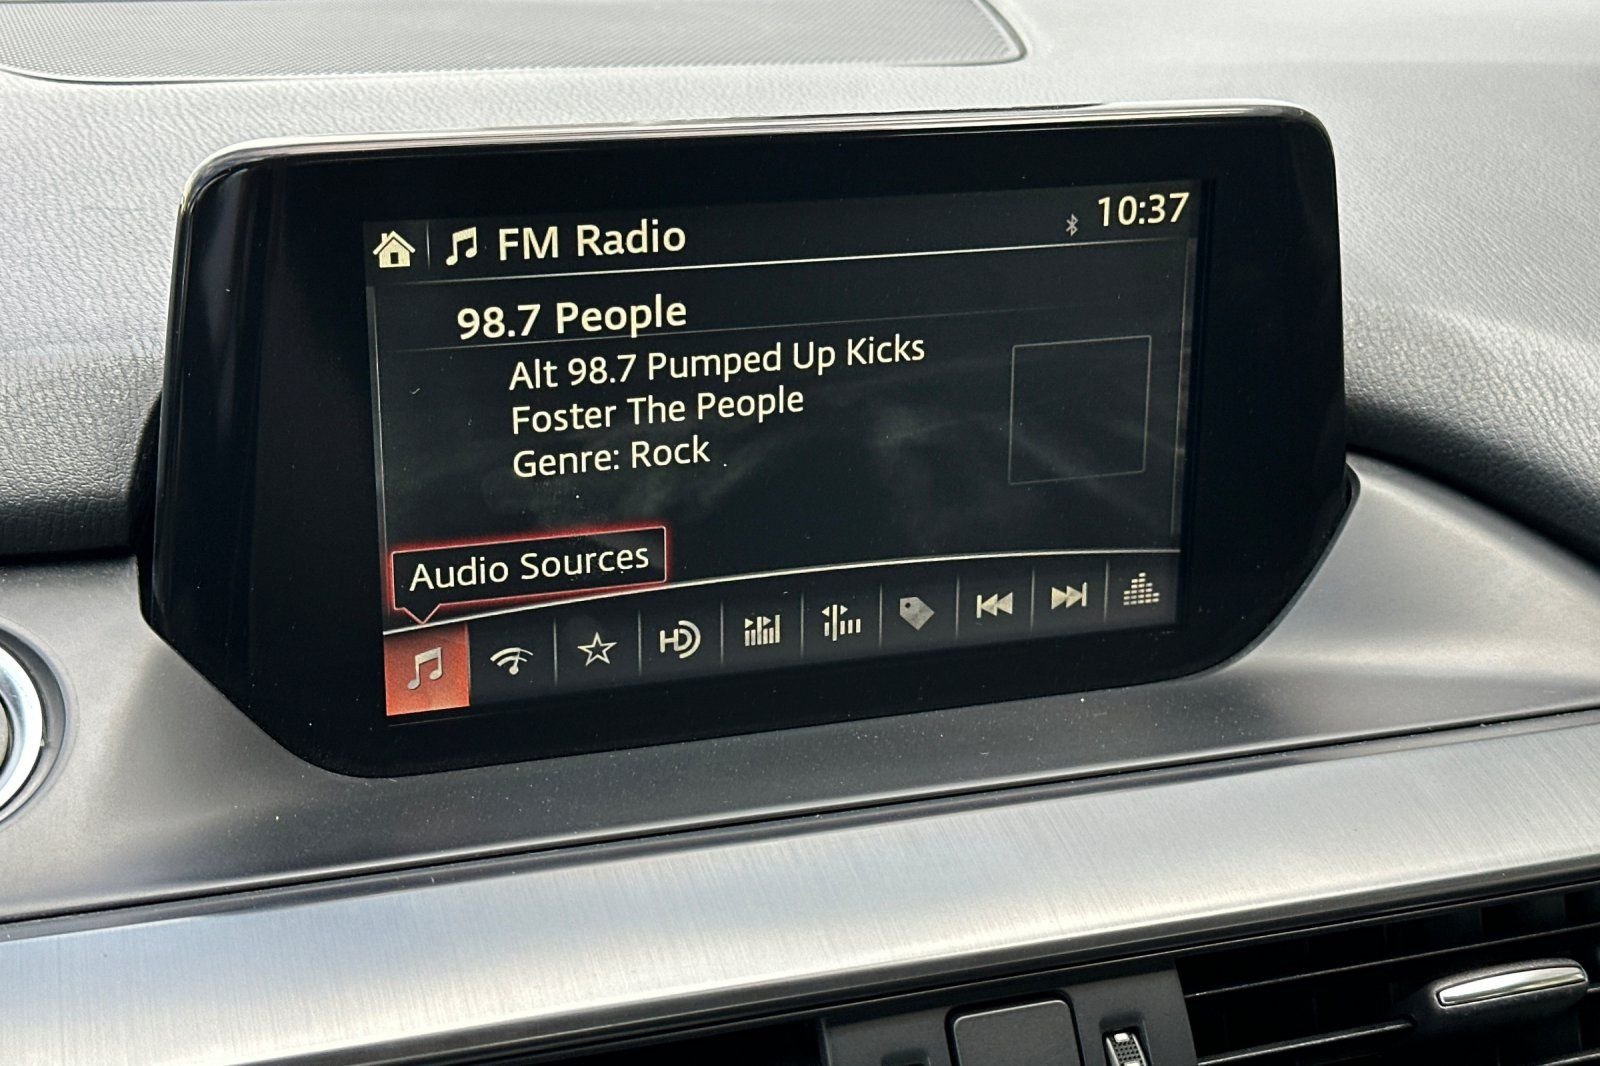 FM Radio
10:37
98.7 People
Alt 98.7 Pumped Up Kicks
Foster The People
Genre: Rock
Audio Sources
HD